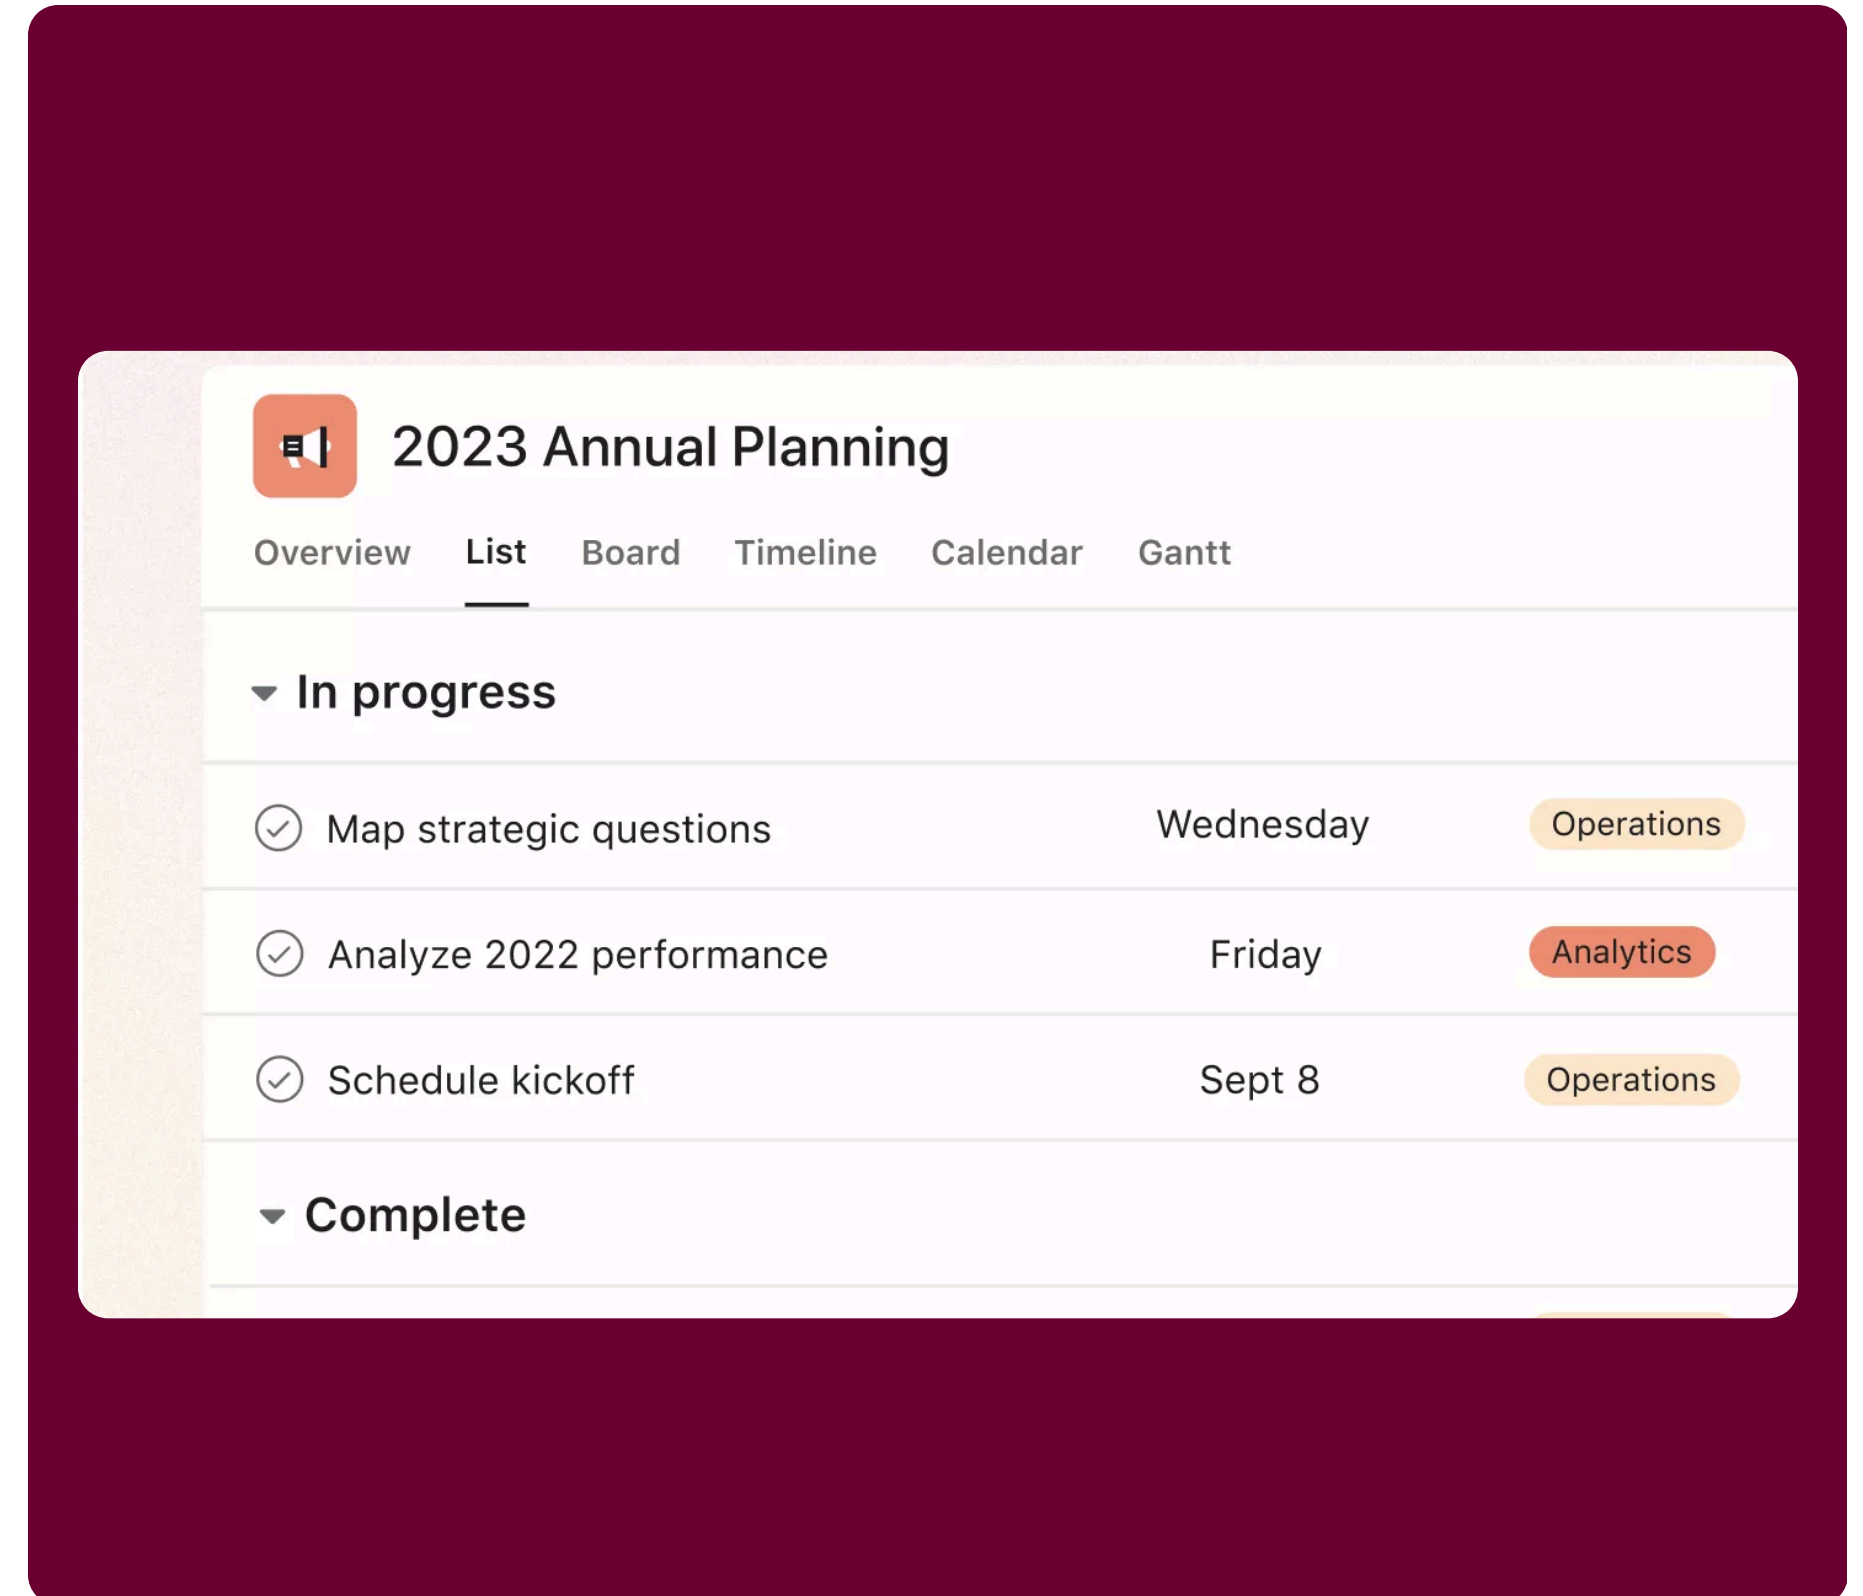 2023 Annual Planning
Overview List Board Timeline Calendar Gantt
In progress
Map strategic questions Wednesday Operations
Analyze 2022 performance Friday Analytics
Schedule kickoff Sept 8 Operations
Complete